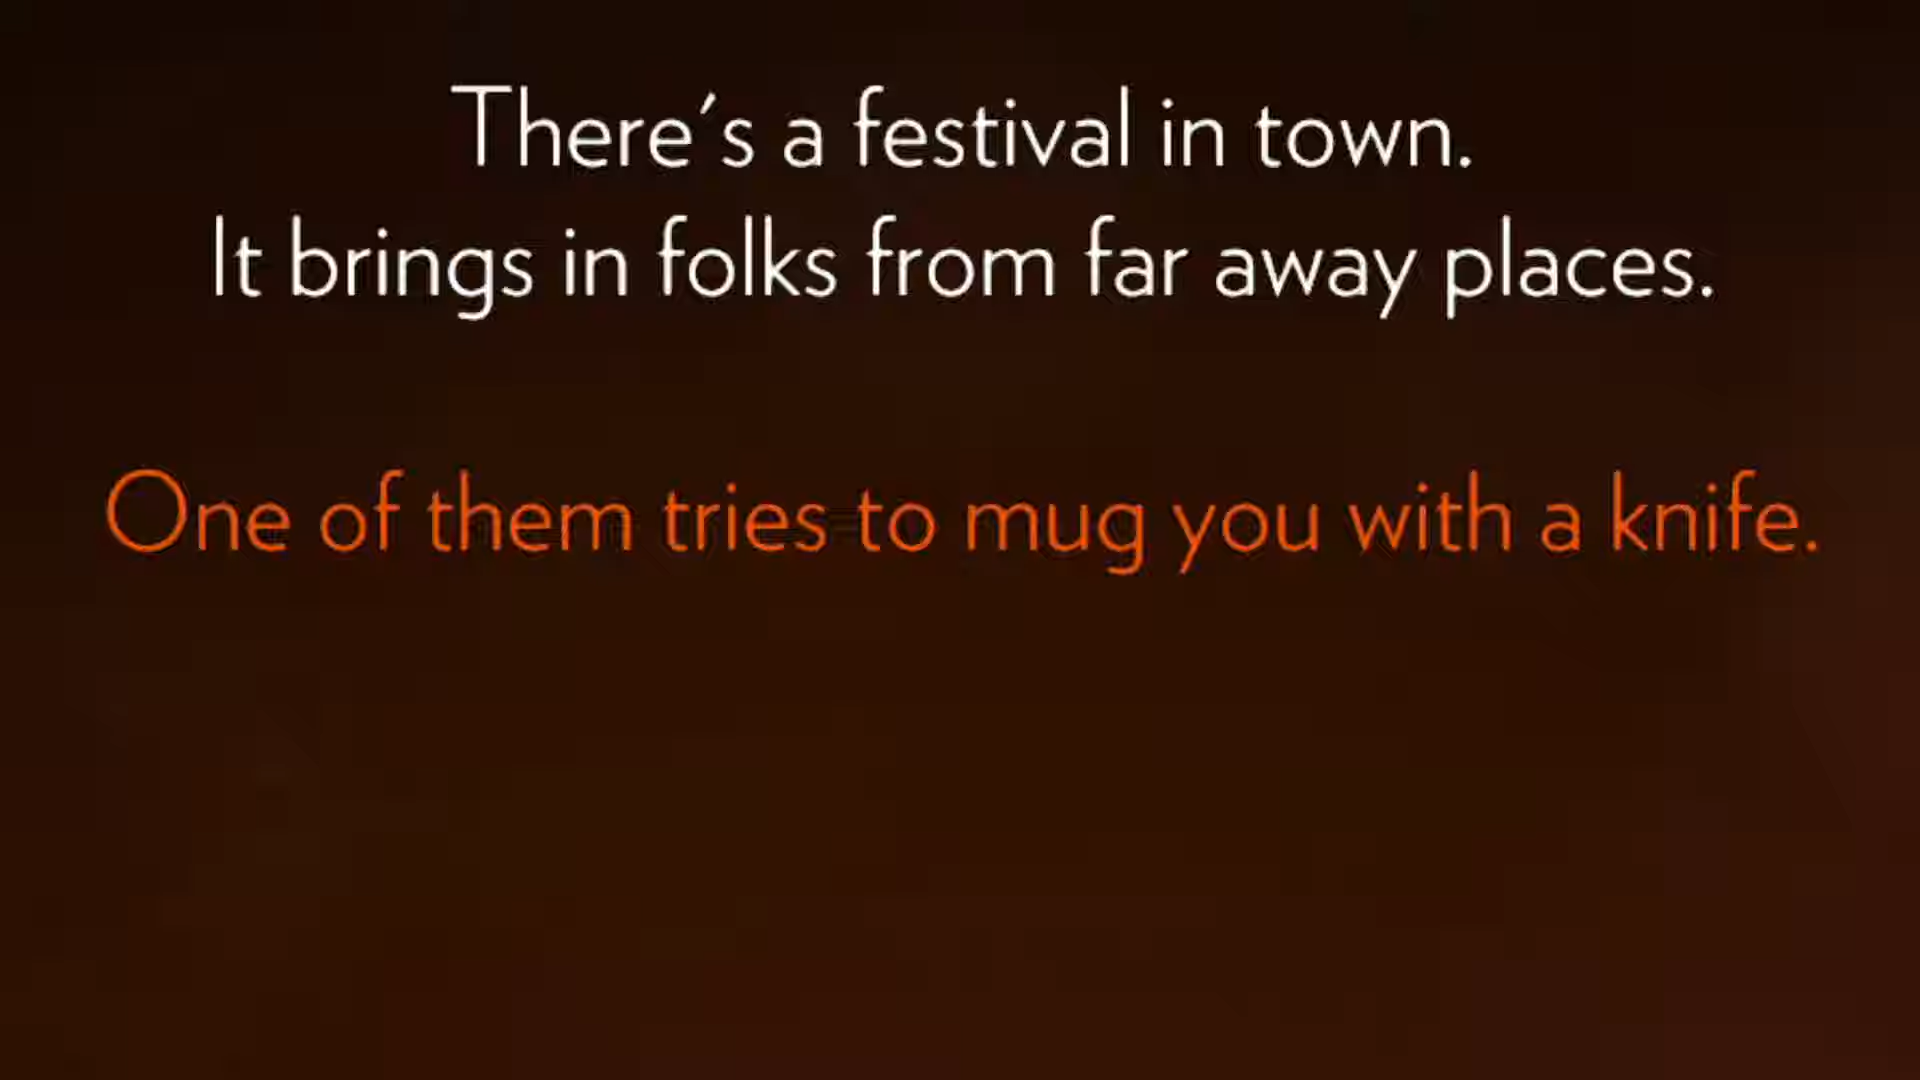 There's a festival in town.
It brings in folks from far away places.
One of them tries to mug you with a knife.